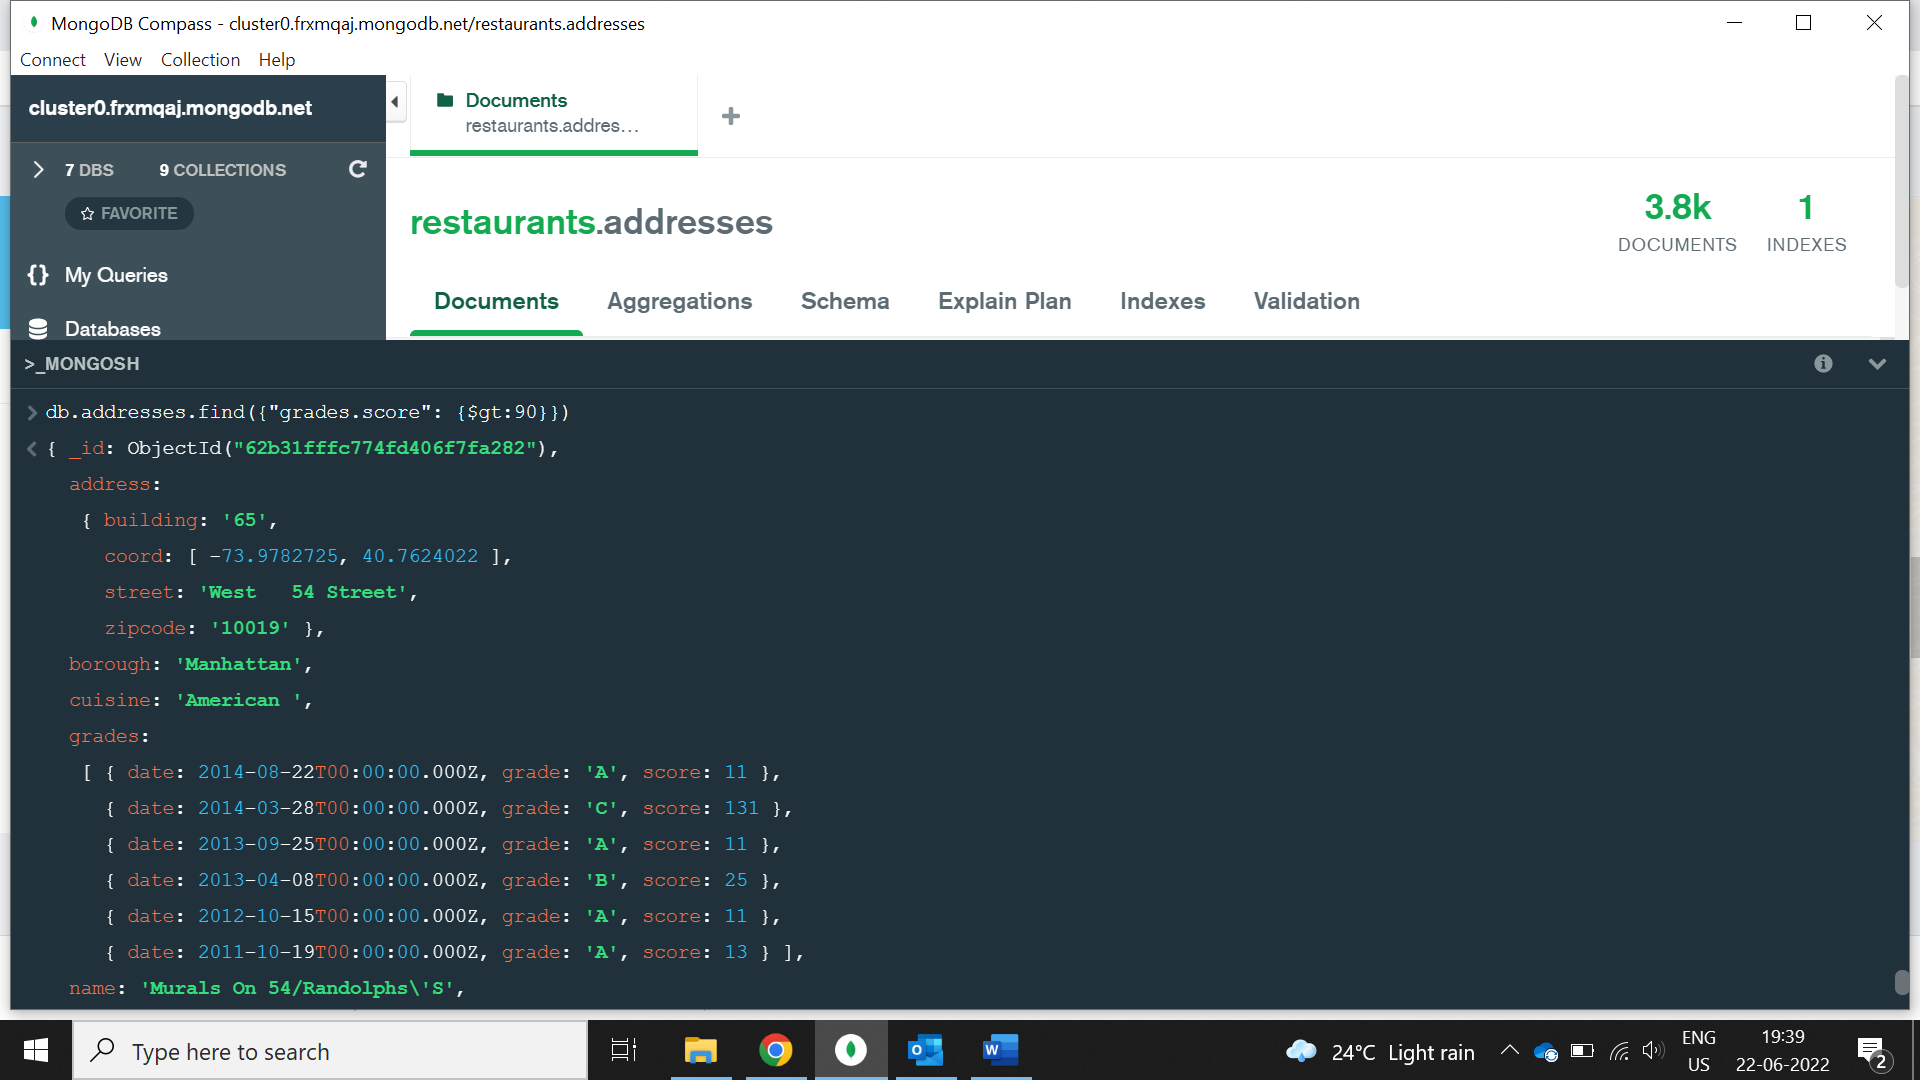 MongoDB Compass - cluster0.frxmqaj.mongodb.net/restaurants.addresses
Connect View Collection Help
cluster0.frxmqaj.mongodb.net
7 DBS 9 COLLECTIONS
FAVORITE
{} My Queries
Databases
Documents
restaurants.addres...
+
restaurants.addresses
3.8k
DOCUMENTS
1
INDEXES
Documents Aggregations Schema Explain Plan Indexes Validation
>_MONGOSH
> db.addresses.find({"grades.score": {$gt:90}})
< { _id: ObjectId("62b31fffc774fd406f7fa282"),
address:
{ building: '65',
coord: [ -73.9782725, 40.7624022 ],
street: 'West   54 Street',
zipcode: '10019' },
borough: 'Manhattan',
cuisine: 'American ',
grades:
[ { date: 2014-08-22T00:00:00.000Z, grade: 'A', score: 11 },
{ date: 2014-03-28T00:00:00.000Z, grade: 'C', score: 131 },
{ date: 2013-09-25T00:00:00.000Z, grade: 'A', score: 11 },
{ date: 2013-04-08T00:00:00.000Z, grade: 'B', score: 25 },
{ date: 2012-10-15T00:00:00.000Z, grade: 'A', score: 11 },
{ date: 2011-10-19T00:00:00.000Z, grade: 'A', score: 13 } ],
name: 'Murals On 54/Randolphs\'S',
Type here to search
24°C Light rain
ENG
US
19:39
22-06-2022
2